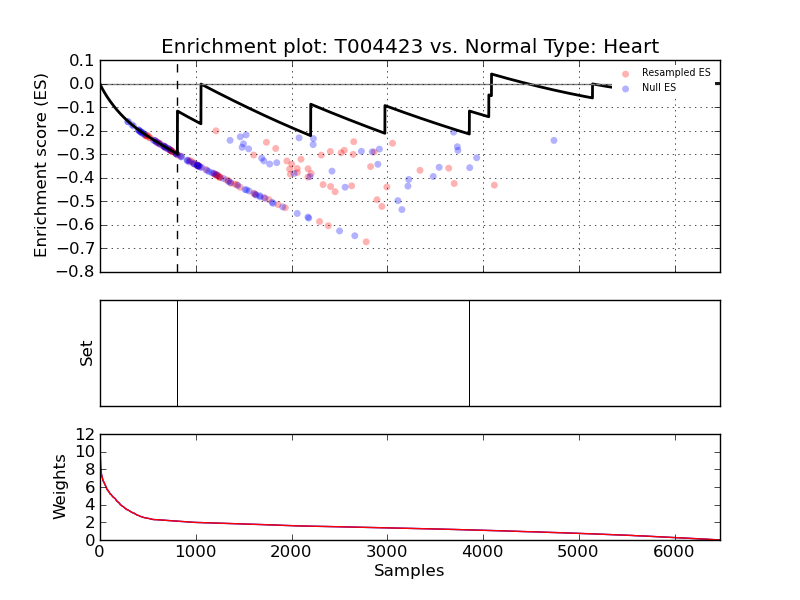 Enrichment plot: T004423 vs. Normal Type: Heart
Enrichment score (ES)
0.1
0.0
−0.1
−0.2
−0.3
−0.4
−0.5
−0.6
−0.7
−0.8
Resampled ES
Null ES
Set
Weights
12
10
8
6
4
2
0
0 1000 2000 3000 4000 5000 6000
Samples